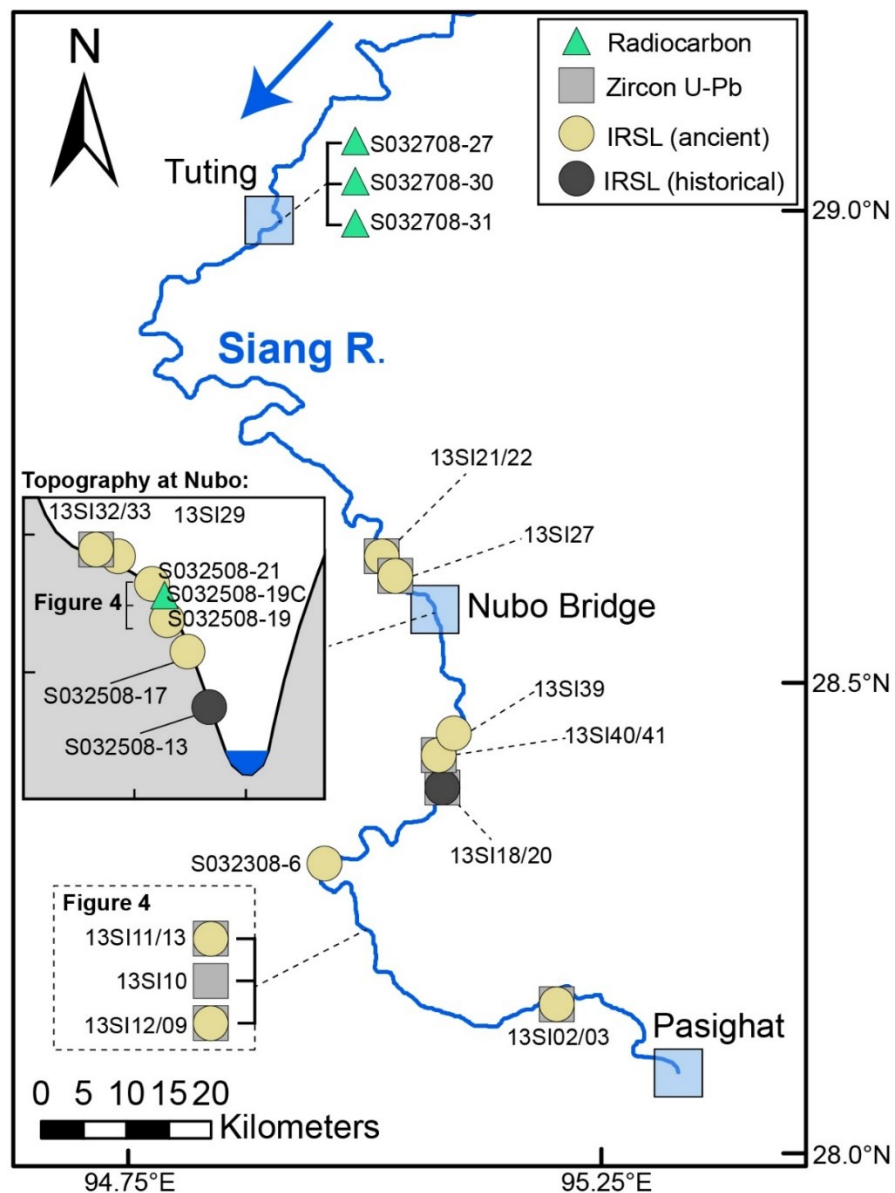 N
Radiocarbon
Zircon U-Pb
IRSL (ancient)
IRSL (historical)
S032708-27
Tuting
S032708-30
S032708-31
29.0°N
Siang R.
13SI21/22
13SI27
Nubo Bridge
Topography at Nubo:
13SI32/33
13SI29
S032508-21
S032508-19C
Figure 4
S032508-19
S032508-17
S032508-13
28.5°N
13SI39
13SI40/41
13SI18/20
S032308-6
Figure 4
13SI11/13
13SI10
13SI12/09
13SI02/03
Pasighat
0 5 10 15 20
Kilometers
28.0°N
94.75°E
95.25°E